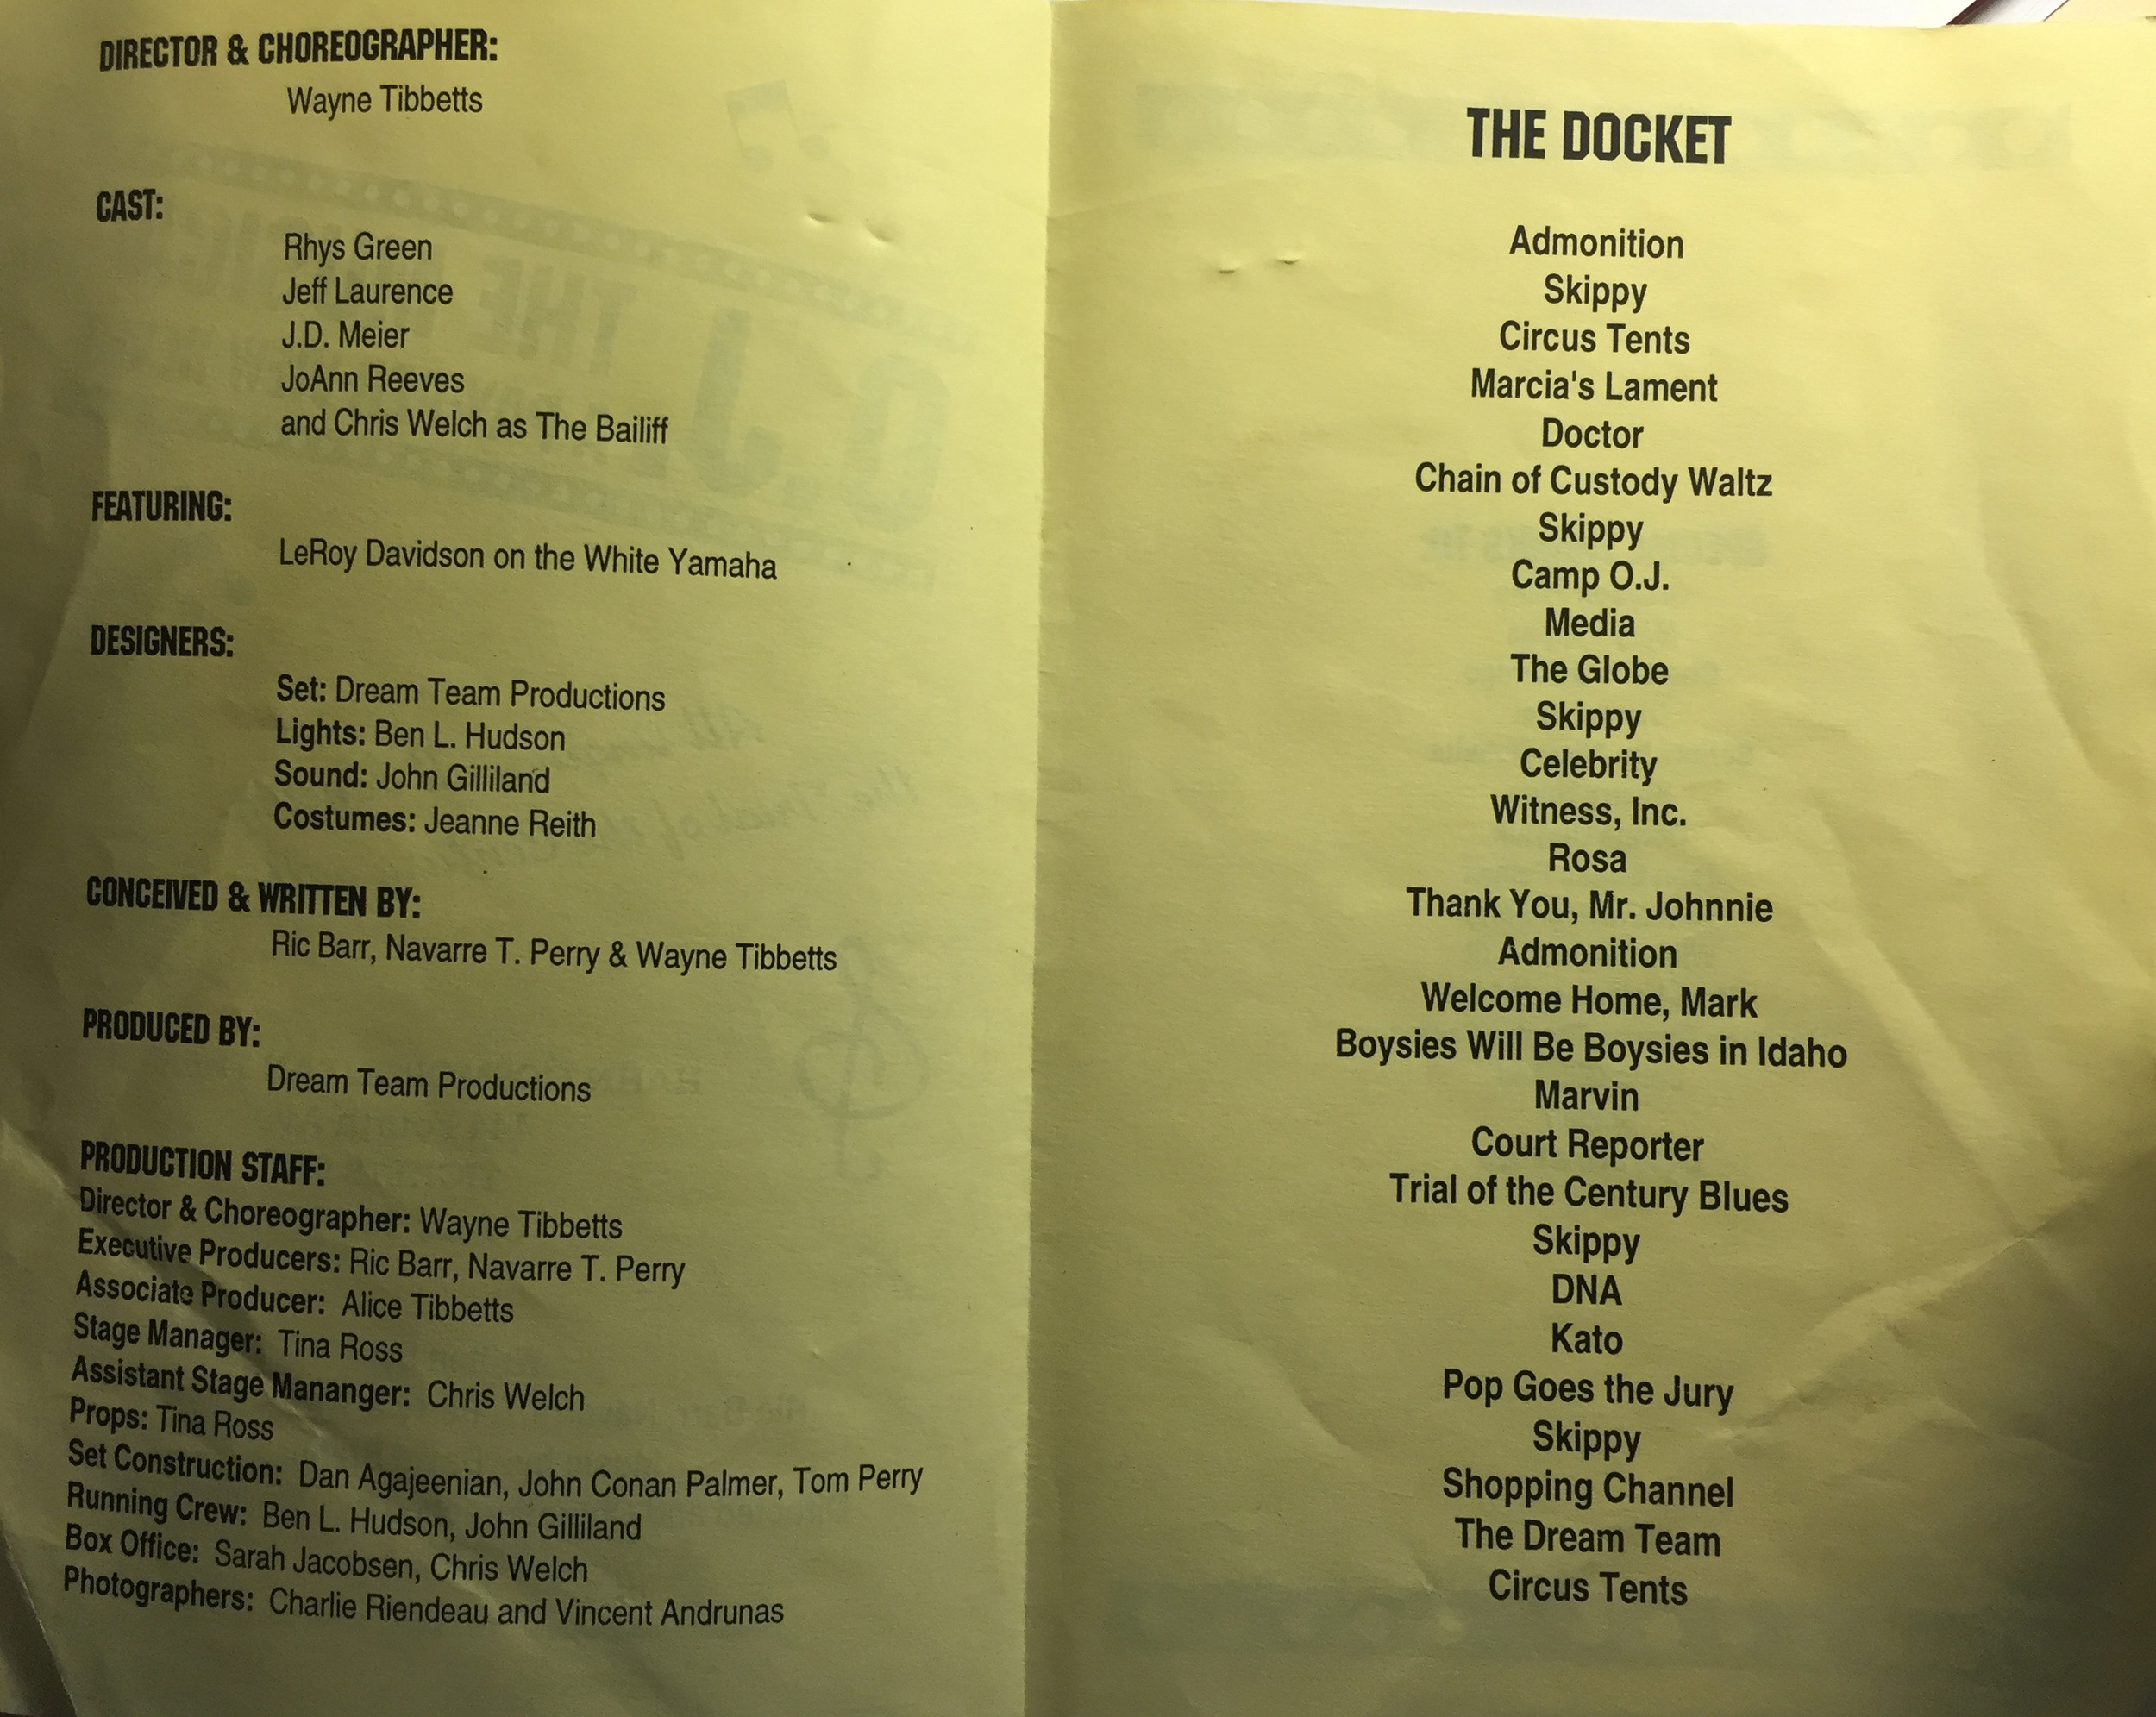 DIRECTOR & CHOREOGRAPHER:
Wayne Tibbetts
CAST:
Rhys Green
Jeff Laurence
J.D. Meier
JoAnn Reeves
and Chris Welch as The Bailiff
FEATURING:
LeRoy Davidson on the White Yamaha
DESIGNERS:
Set: Dream Team Productions
Lights: Ben L. Hudson
Sound: John Gilliland
Costumes: Jeanne Reith
CONCEIVED & WRITTEN BY:
Ric Barr, Navarre T. Perry & Wayne Tibbetts
PRODUCED BY:
Dream Team Productions
PRODUCTION STAFF:
Director & Choreographer: Wayne Tibbetts
Executive Producers: Ric Barr, Navarre T. Perry
Associate Producer: Alice Tibbetts
Stage Manager: Tina Ross
Assistant Stage Mananger: Chris Welch
Props: Tina Ross
Set Construction: Dan Agajeenian, John Conan Palmer, Tom Perry
Running Crew: Ben L. Hudson, John Gilliland
Box Office: Sarah Jacobsen, Chris Welch
Photographers: Charlie Riendeau and Vincent Andrunas
THE DOCKET
Admonition
Skippy
Circus Tents
Marcia's Lament
Doctor
Chain of Custody Waltz
Skippy
Camp O.J.
Media
The Globe
Skippy
Celebrity
Witness, Inc.
Rosa
Thank You, Mr. Johnnie
Admonition
Welcome Home, Mark
Boysies Will Be Boysies in Idaho
Marvin
Court Reporter
Trial of the Century Blues
Skippy
DNA
Kato
Pop Goes the Jury
Skippy
Shopping Channel
The Dream Team
Circus Tents